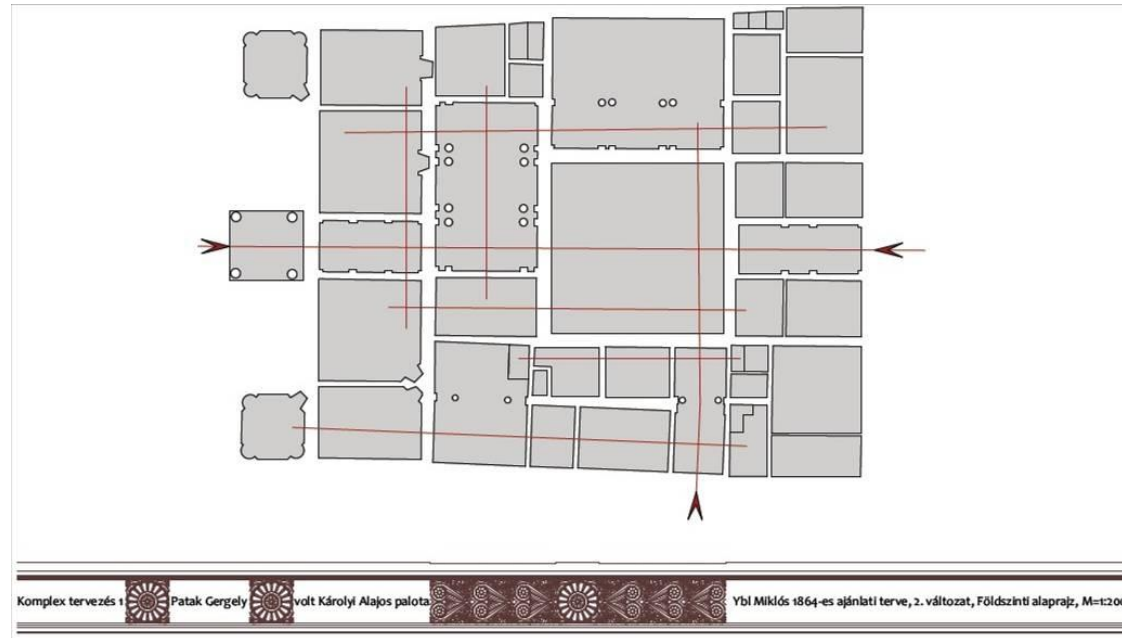 Komplex tervezés 1 Patak Gergely volt Károlyi Alajos palota Ybl Miklós 1864-es ajánlati terve, 2. változat, Földszinti alaprajz, M=1:200